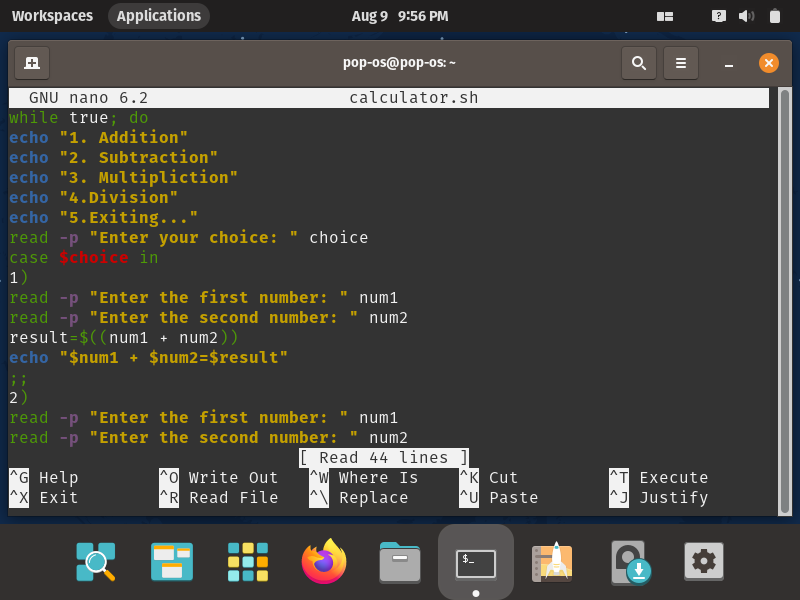 Workspaces Applications Aug 9 9:56 PM ?
pop-os@pop-os: ~
GNU nano 6.2 calculator.sh
while true; do
echo "1. Addition"
echo "2. Subtraction"
echo "3. Multipliction"
echo "4.Division"
echo "5.Exiting..."
read -p "Enter your choice: " choice
case $choice in
1)
read -p "Enter the first number: " num1
read -p "Enter the second number: " num2
result=$((num1 + num2))
echo "$num1 + $num2=$result"
;;
2)
read -p "Enter the first number: " num1
read -p "Enter the second number: " num2
[ Read 44 lines ]
^G Help ^O Write Out ^W Where Is ^K Cut ^T Execute
^X Exit ^R Read File ^\ Replace ^U Paste ^J Justify
$_